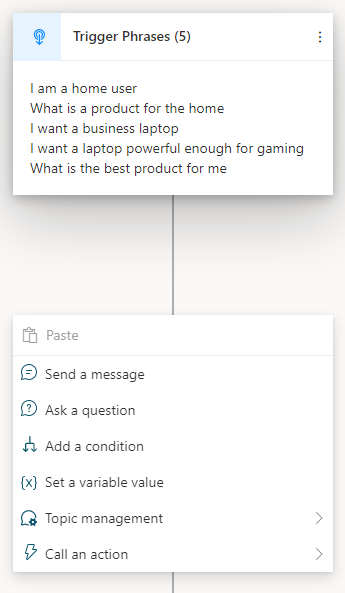 Trigger Phrases (5)
I am a home user
What is a product for the home
I want a business laptop
I want a laptop powerful enough for gaming
What is the best product for me
Paste
Send a message
Ask a question
Add a condition
{x} Set a variable value
Topic management
Call an action